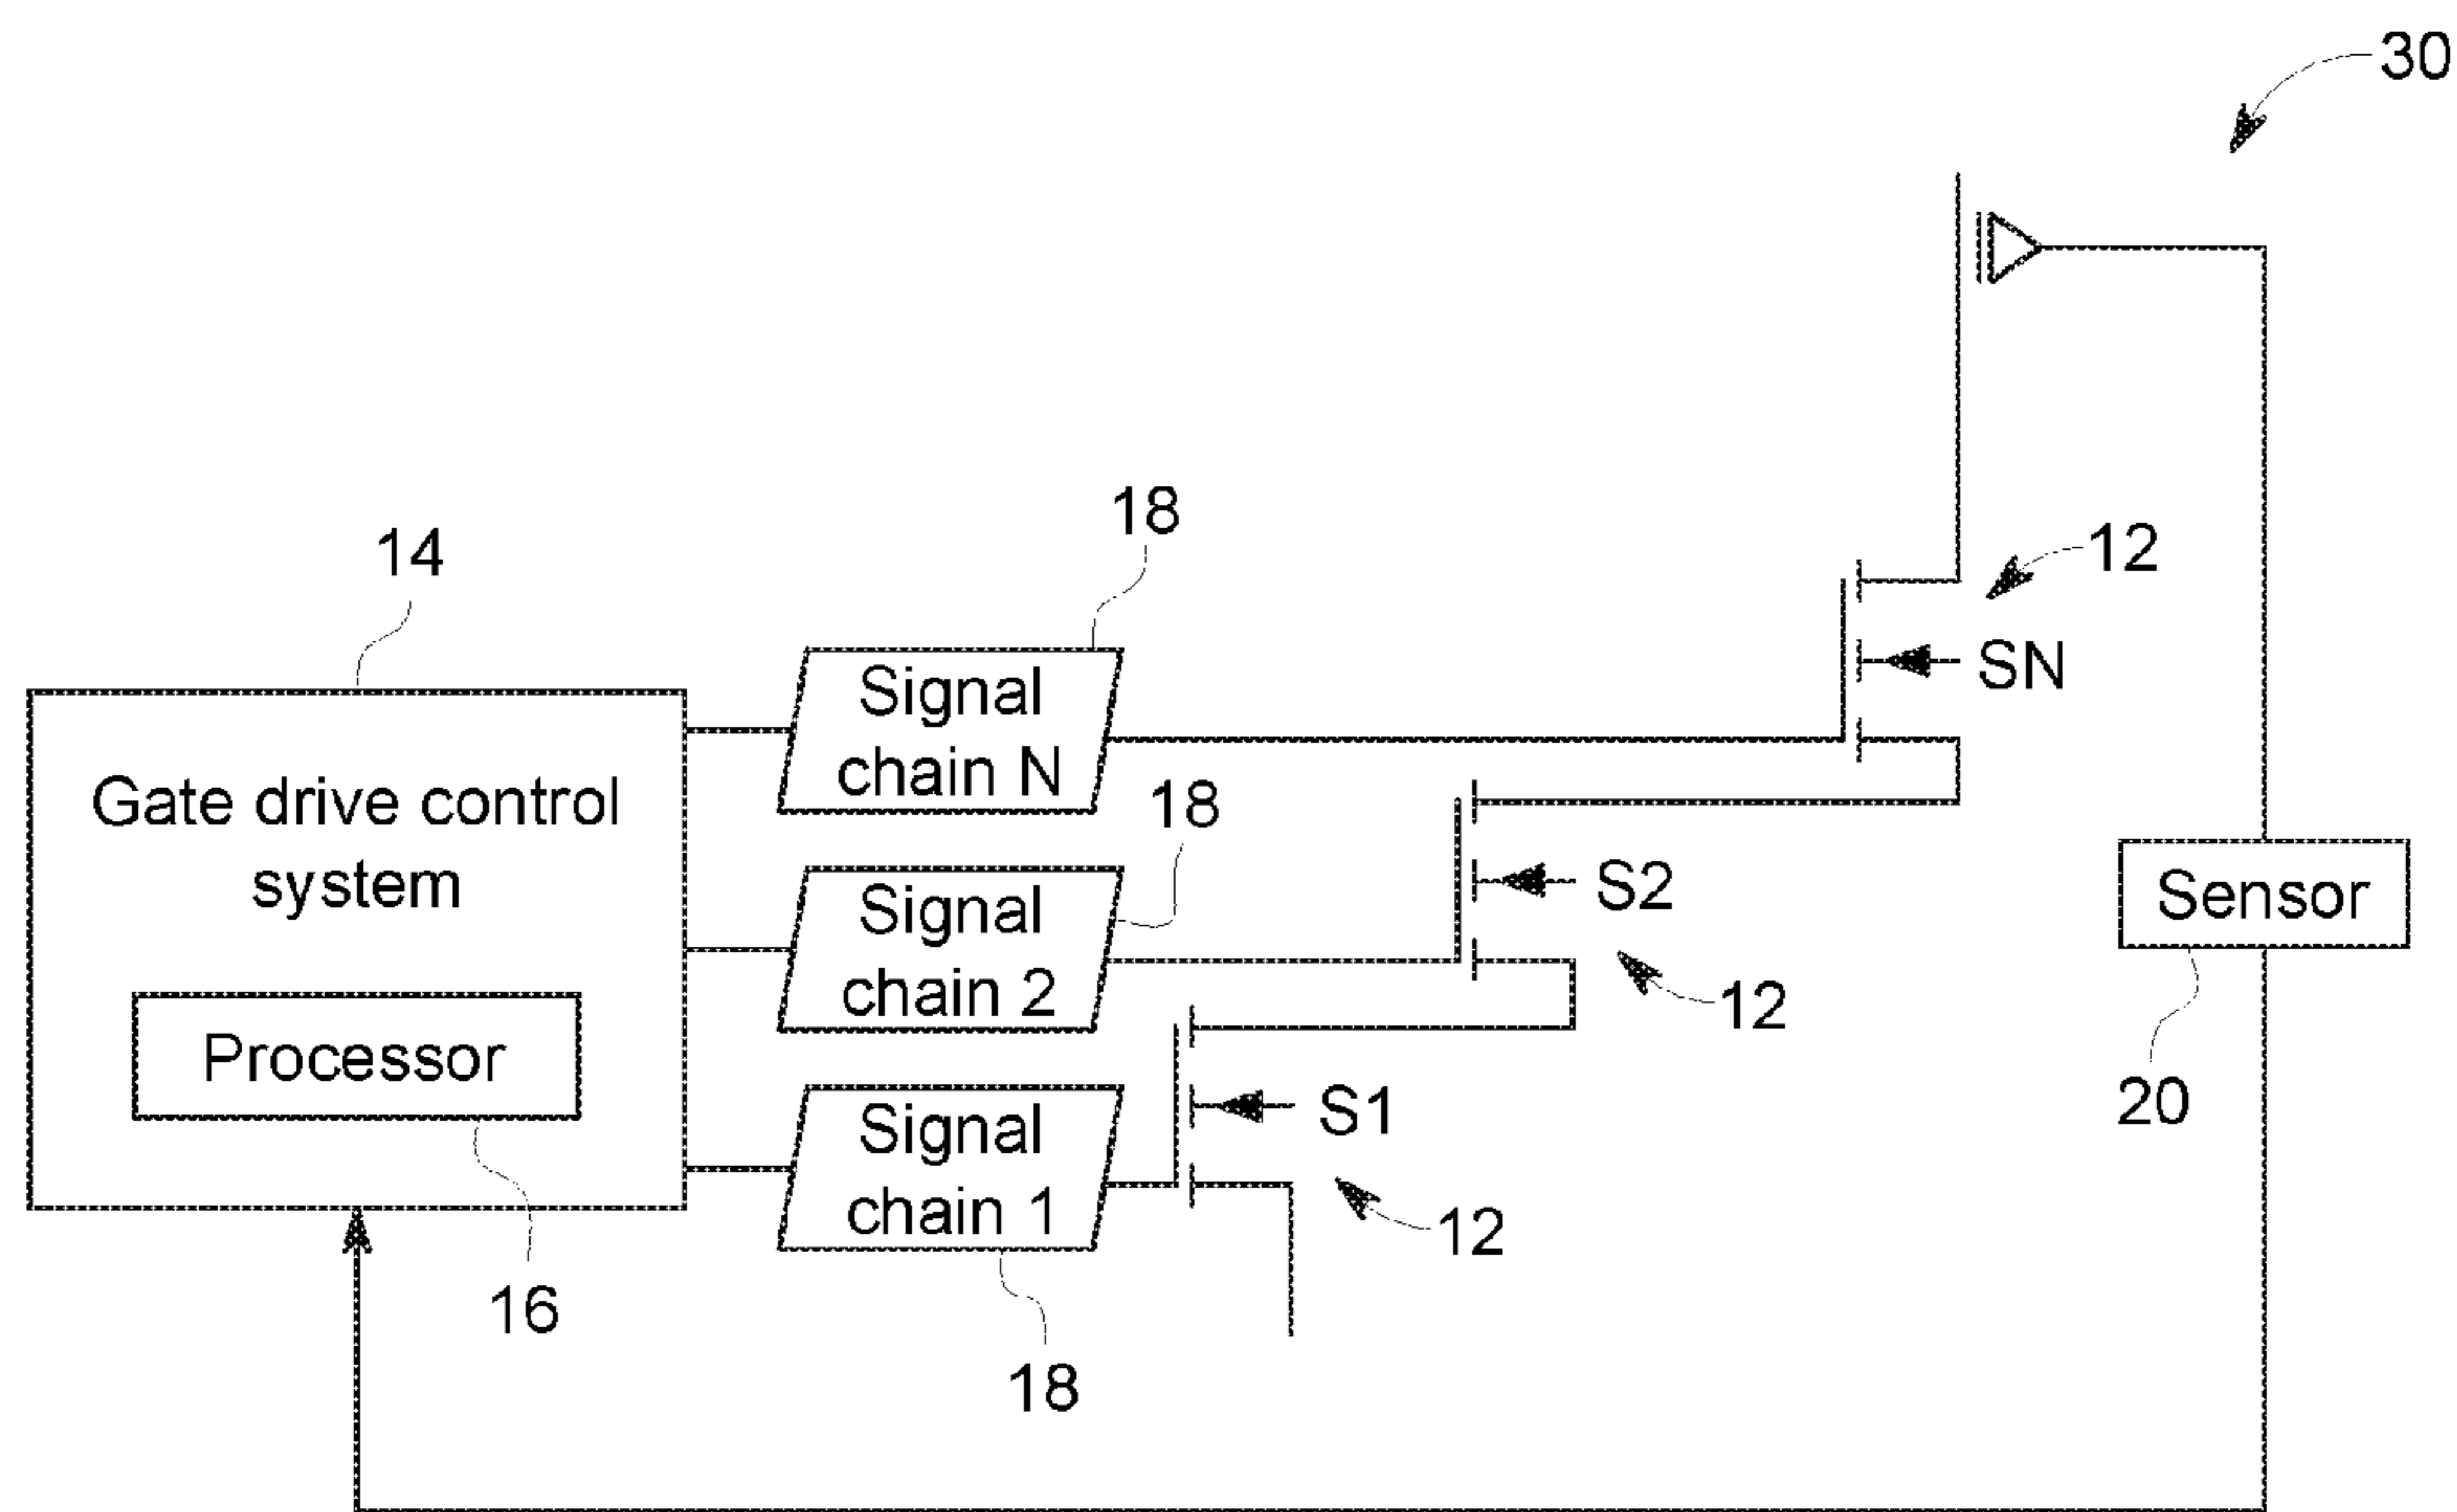 30
18
14
12
Signal
chain N
SN
Gate drive control
system
18
Signal
chain 2
S2
Sensor
12
Processor
Signal
chain 1
S1
20
12
16
18